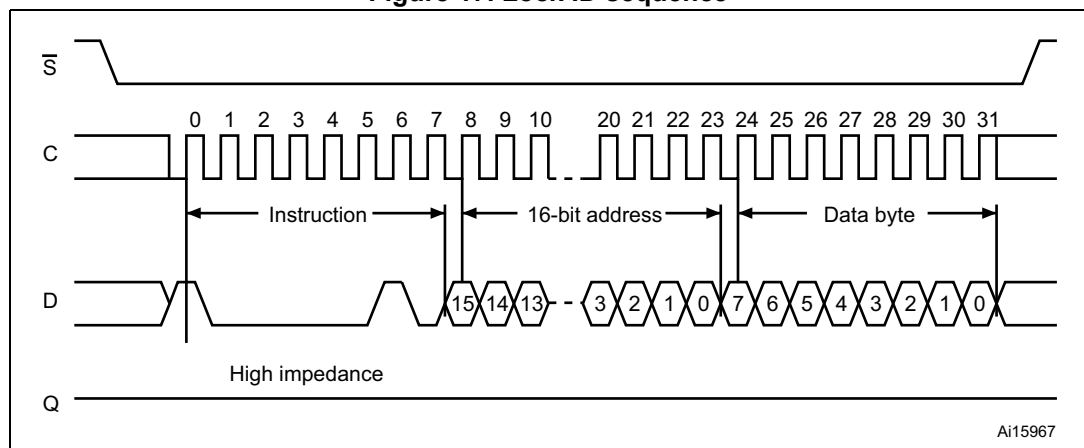 Figure 17. Lock ID sequence
S
0 1 2 3 4 5 6 7 8 9 10 20 21 22 23 24 25 26 27 28 29 30 31
C
Instruction 16-bit address Data byte
D 15 14 13 3 2 1 0 7 6 5 4 3 2 1 0
High impedance
Q
Ai15967